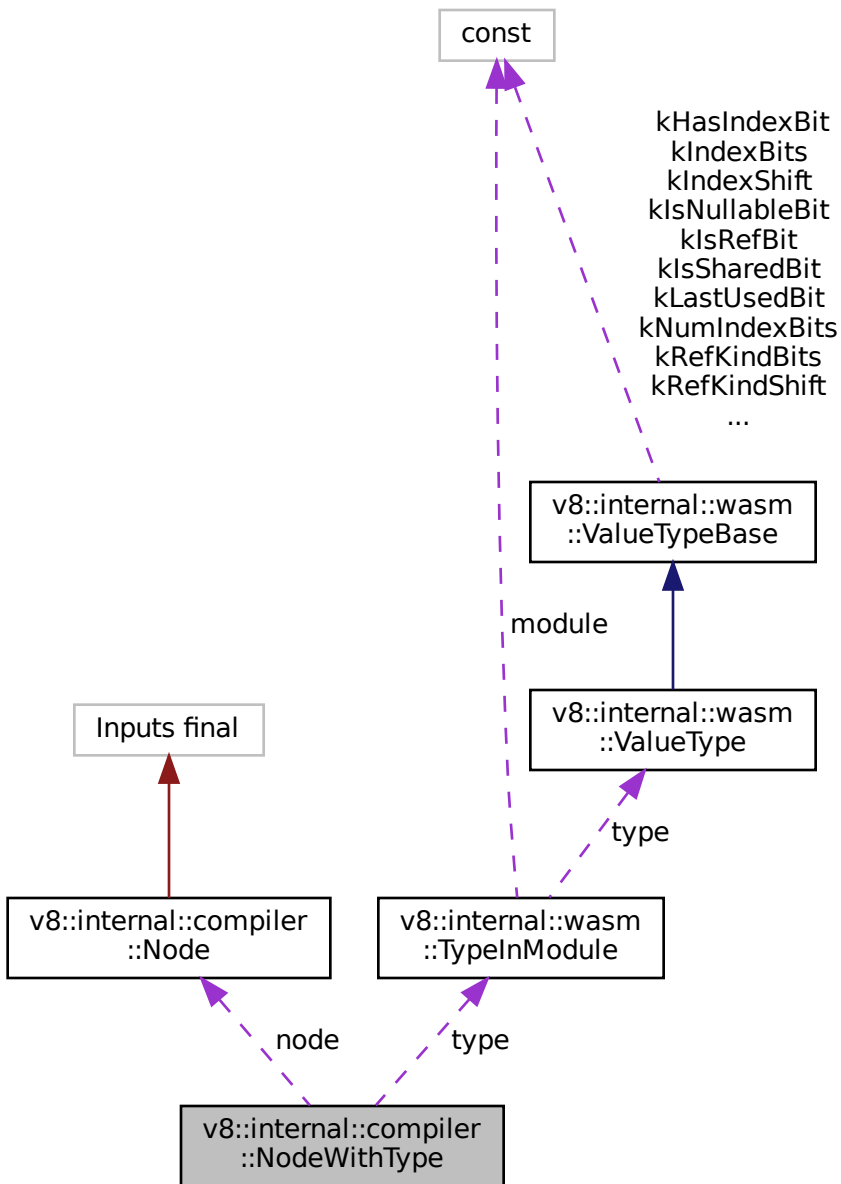 const
kHasIndexBit
kIndexBits
kIndexShift
kIsNullableBit
kIsRefBit
kIsSharedBit
kLastUsedBit
kNumIndexBits
kRefKindBits
kRefKindShift
...
v8::internal::wasm
::ValueTypeBase
module
v8::internal::wasm
::ValueType
Inputs final
type
v8::internal::compiler
::Node
v8::internal::wasm
::TypeInModule
node
type
v8::internal::compiler
::NodeWithType